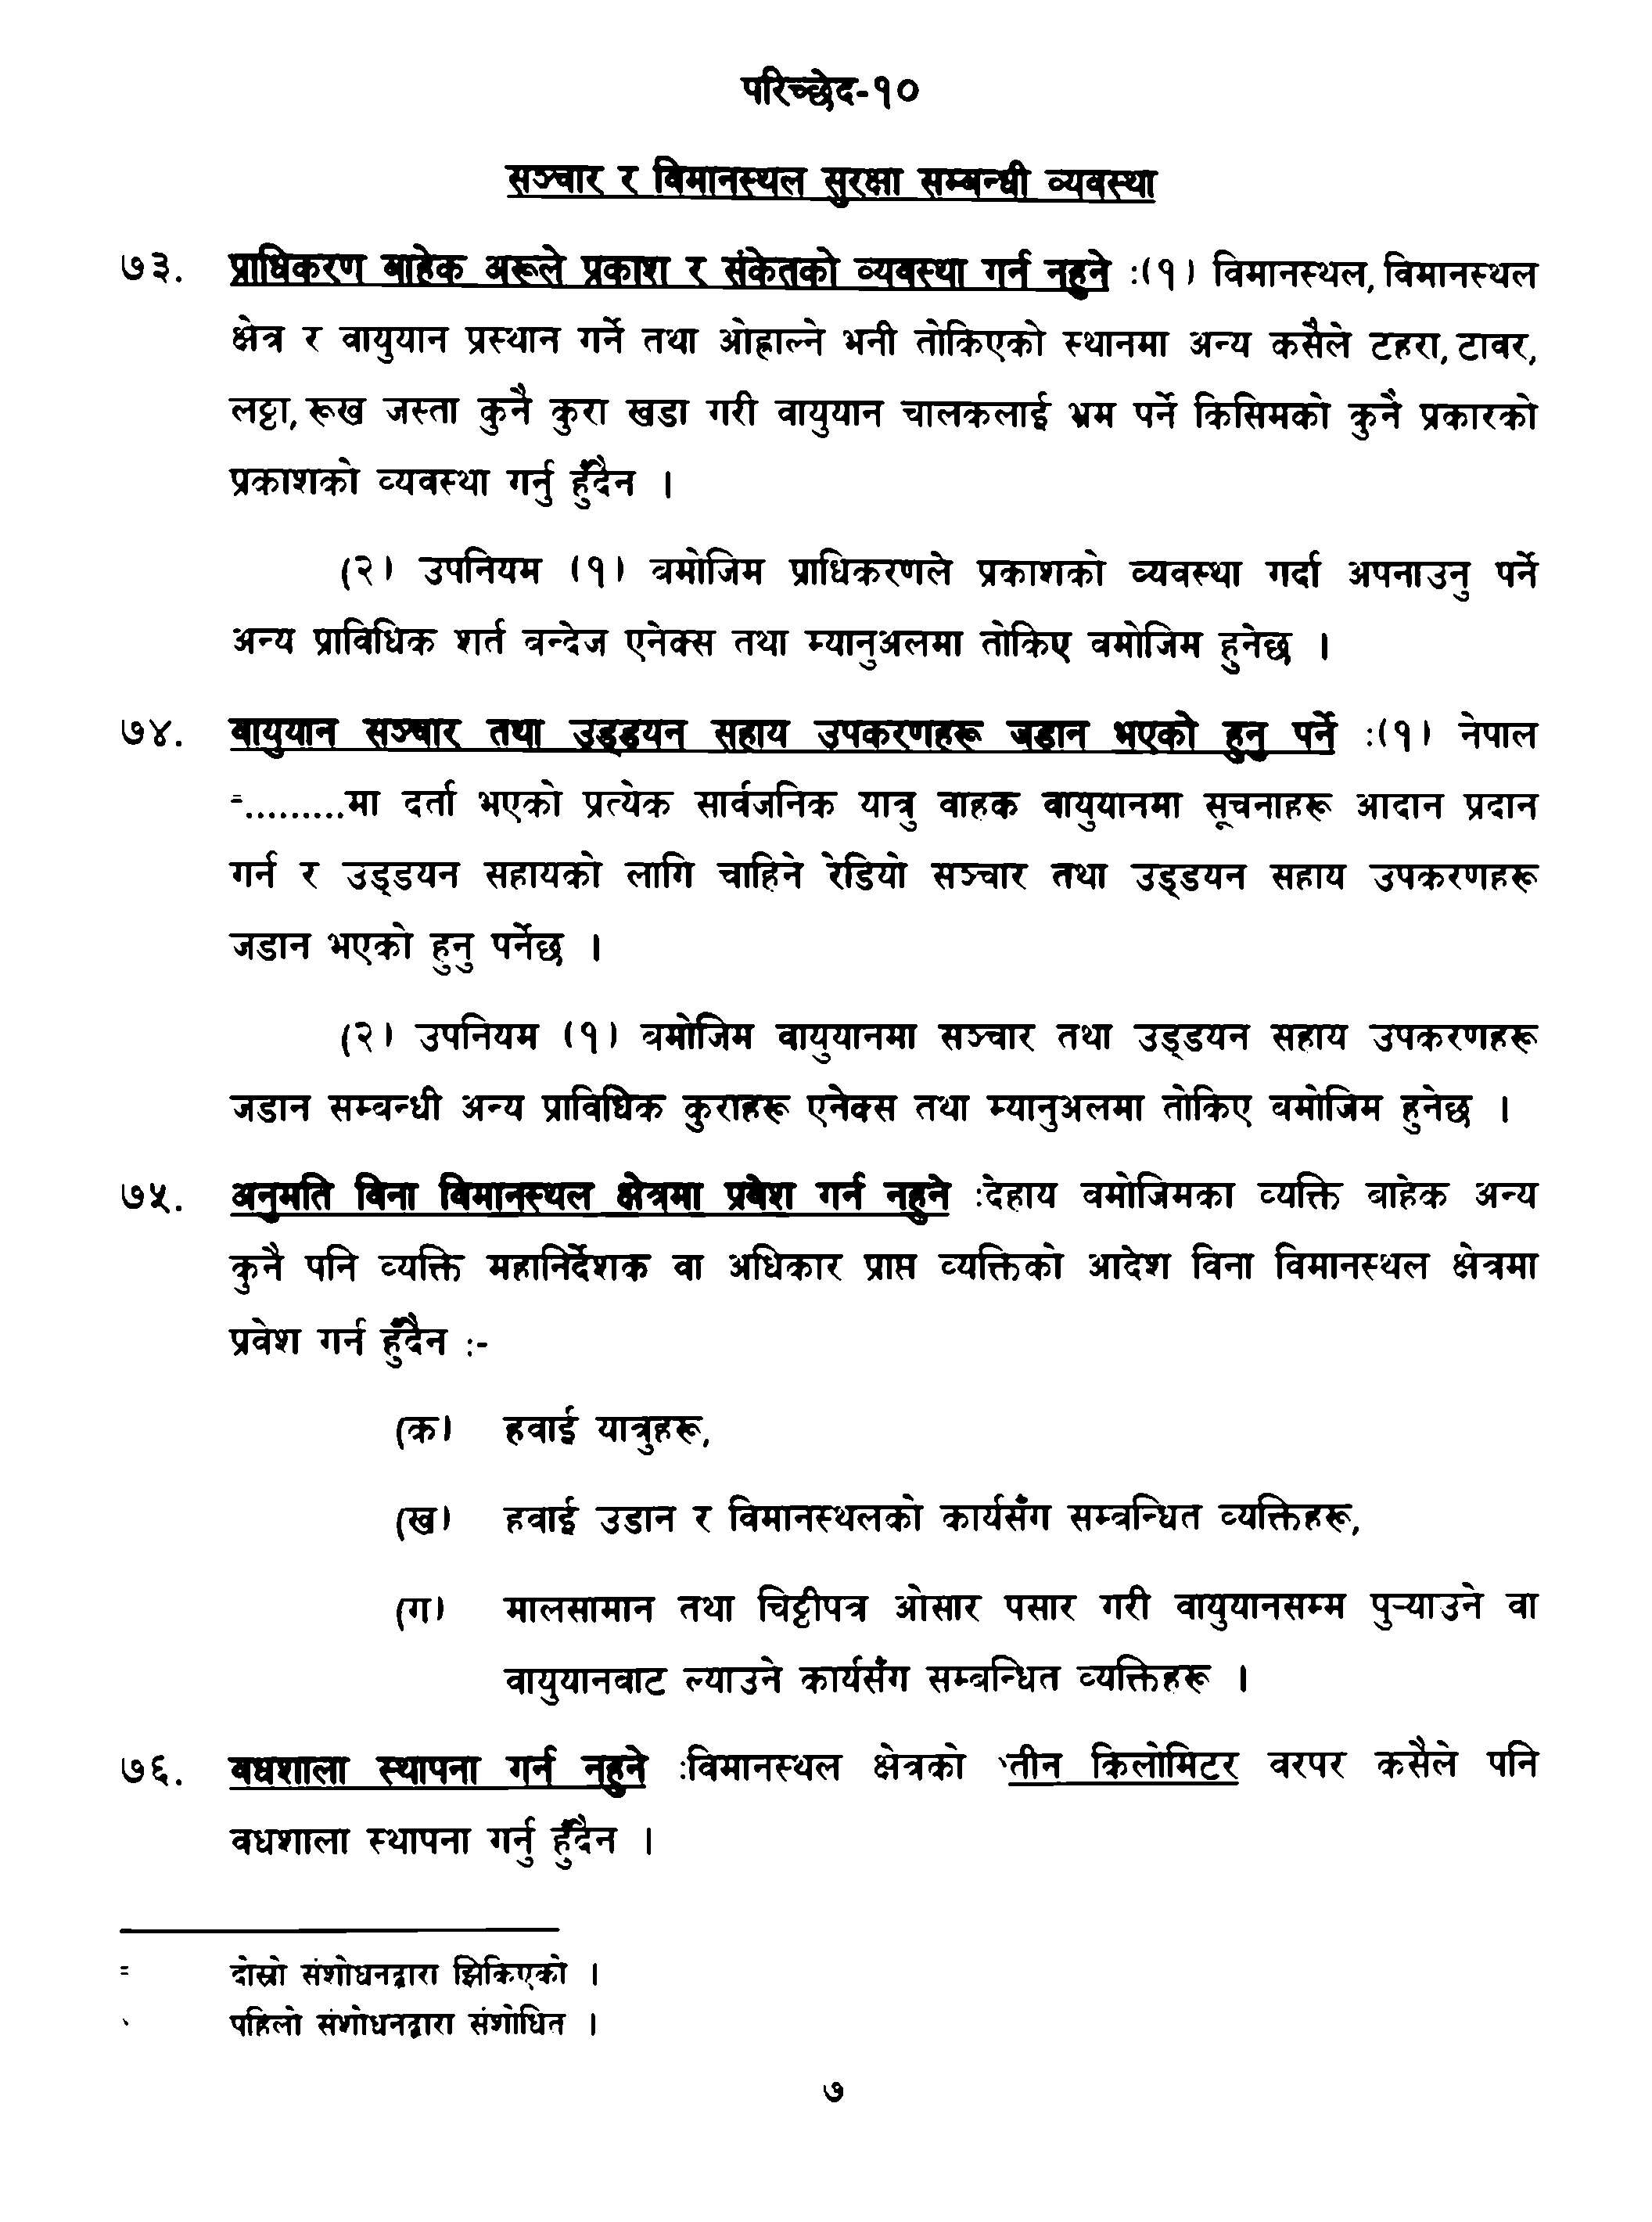 परिच्छेद-१०
सञ्चार र विमानस्थल सुरक्षा सम्बन्धी व्यवस्था
७३. प्राधिकरण बाहेक अरूले प्रकाश र संकेतको व्यवस्था गर्न नहुने :(१) विमानस्थल, विमानस्थल
क्षेत्र र वायुयान प्रस्थान गर्ने तथा ओह्राल्ने भनी तोकिएको स्थानमा अन्य कसैले टहरा, टावर,
लट्ठा, रूख जस्ता कुनै कुरा खडा गरी वायुयान चालकलाई भ्रम पर्ने किसिमको कुनै प्रकारको
प्रकाशको व्यवस्था गर्नु हुँदैन ।
(२) उपनियम (१) बमोजिम प्राधिकरणले प्रकाशको व्यवस्था गर्दा अपनाउनु पर्ने
अन्य प्राविधिक शर्त बन्देज एनेक्स तथा म्यानुअलमा तोकिए बमोजिम हुनेछ ।
७४. वायुयान सञ्चार तथा उड्डयन सहाय उपकरणहरू जडान भएको हुनु पर्ने :(१) नेपाल
=.........मा दर्ता भएको प्रत्येक सार्वजनिक यात्रु वाहक वायुयानमा सूचनाहरू आदान प्रदान
गर्न र उड्डयन सहायको लागि चाहिने रेडियो सञ्चार तथा उड्डयन सहाय उपकरणहरू
जडान भएको हुनु पर्नेछ ।
(२) उपनियम (१) बमोजिम वायुयानमा सञ्चार तथा उड्डयन सहाय उपकरणहरू
जडान सम्बन्धी अन्य प्राविधिक कुराहरू एनेक्स तथा म्यानुअलमा तोकिए बमोजिम हुनेछ ।
७५. अनुमति विना विमानस्थल क्षेत्रमा प्रवेश गर्न नहुने :देहाय बमोजिमका व्यक्ति बाहेक अन्य
कुनै पनि व्यक्ति महानिर्देशक वा अधिकार प्राप्त व्यक्तिको आदेश विना विमानस्थल क्षेत्रमा
प्रवेश गर्न हुँदैन :-
(क) हवाई यात्रुहरू,
(ख) हवाई उडान र विमानस्थलको कार्यसँग सम्बन्धित व्यक्तिहरू,
(ग) मालसामान तथा चिट्ठीपत्र ओसार पसार गरी वायुयानसम्म पुर्‍याउने वा
वायुयानबाट ल्याउने कार्यसँग सम्बन्धित व्यक्तिहरू ।
७६. वधशाला स्थापना गर्न नहुने :विमानस्थल क्षेत्रको तीन किलोमिटर वरपर कसैले पनि
वधशाला स्थापना गर्नु हुँदैन ।
= दोस्रो संशोधनद्वारा झिकिएको ।
पहिलो संशोधनद्वारा संशोधित ।
७